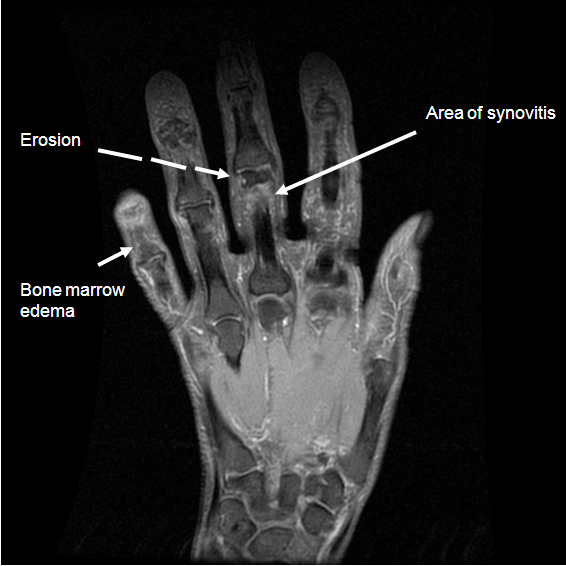 Area of synovitis
Erosion
Bone marrow
edema